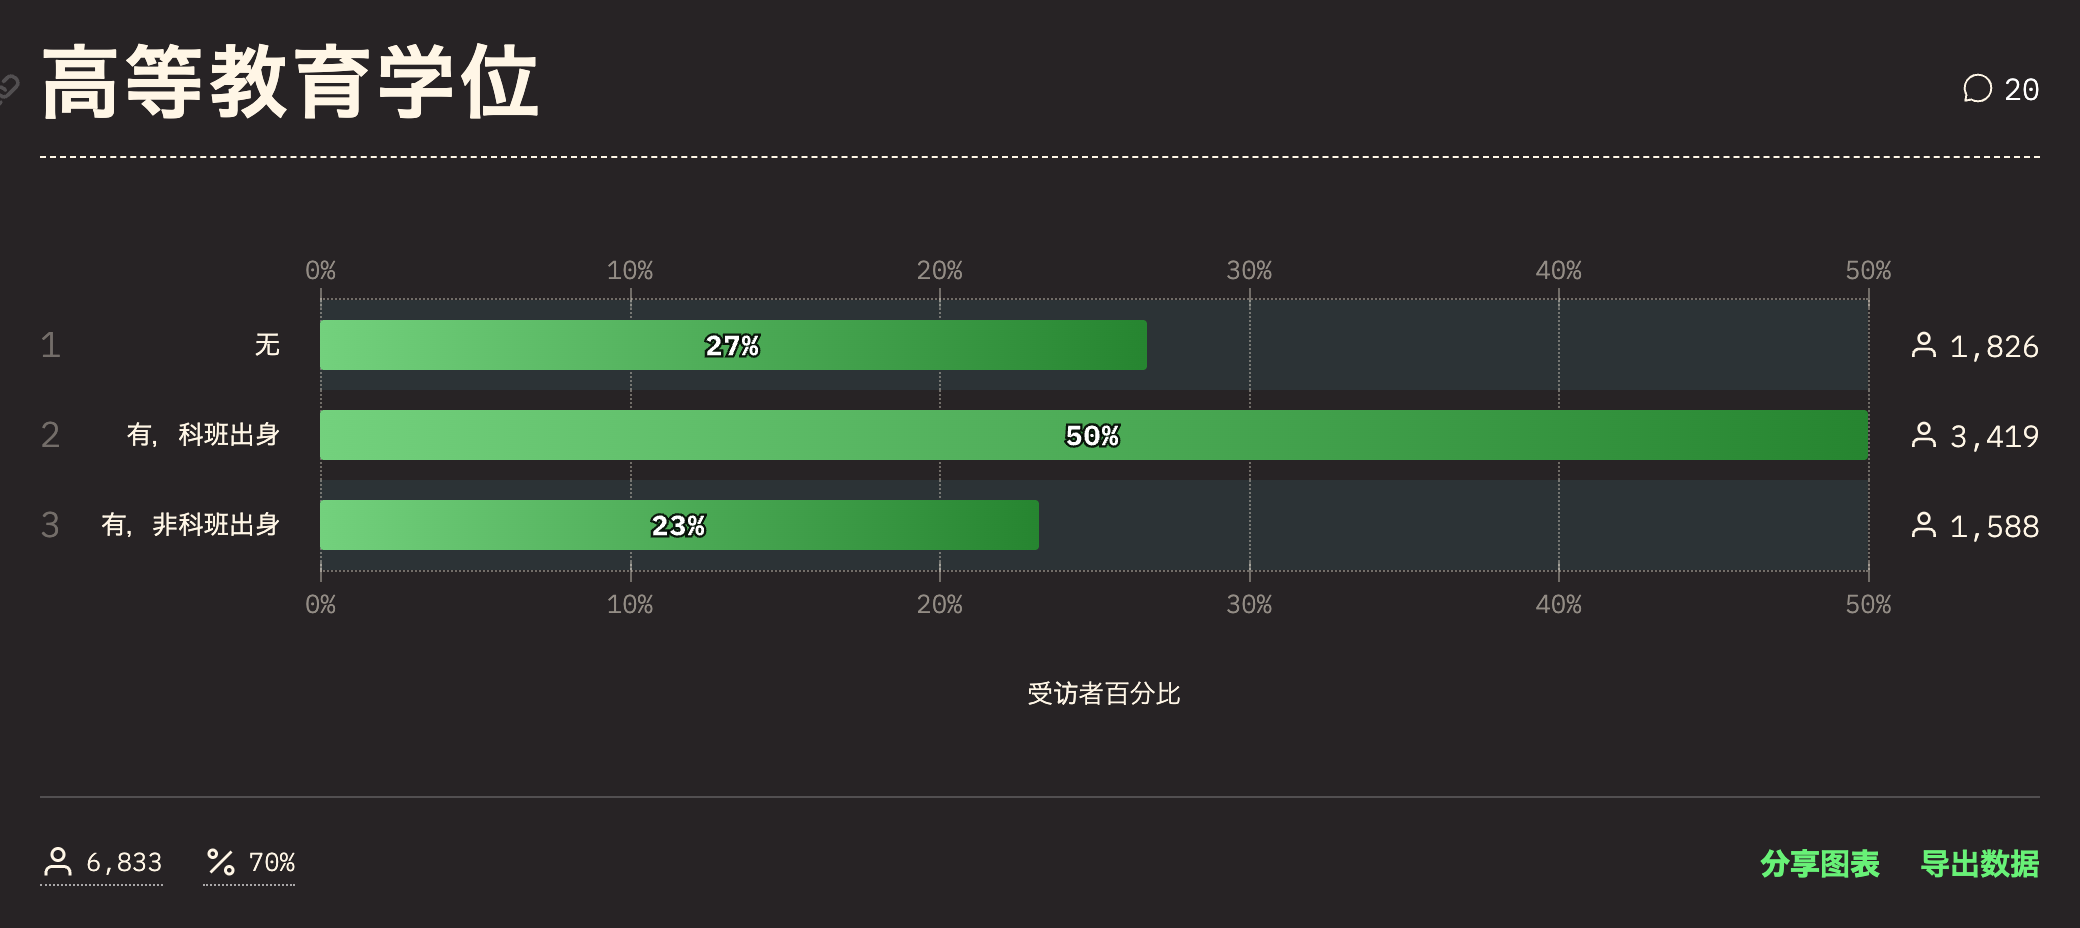 高等教育学位
20
0% 10% 20% 30% 40% 50%
1 无 27% 1,826
2 有，科班出身 50% 3,419
3 有，非科班出身 23% 1,588
0% 10% 20% 30% 40% 50%
受访者百分比
6,833 70% 分享图表 导出数据